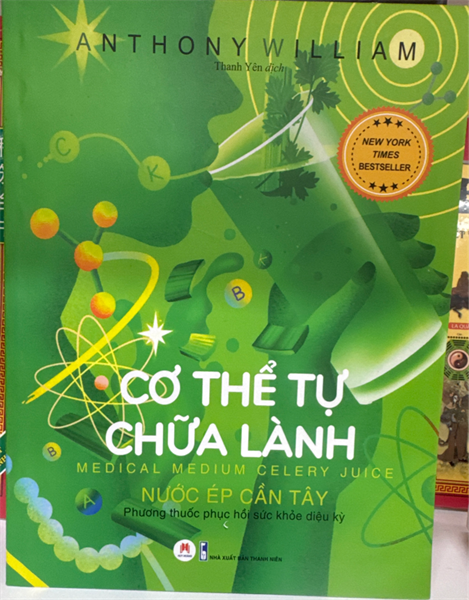 ANTHONY WILLIAM
Thanh Yên dịch
NEW YORK
TIMES
BESTSELLER
C
K
K
B
CƠ THỂ TỰ
CHỮA LÀNH
MEDICAL MEDIUM CELERY JUICE
NƯỚC ÉP CẦN TÂY
Phương thuốc phục hồi sức khỏe diệu kỳ
B
A
NHÀ XUẤT BẢN THANH NIÊN